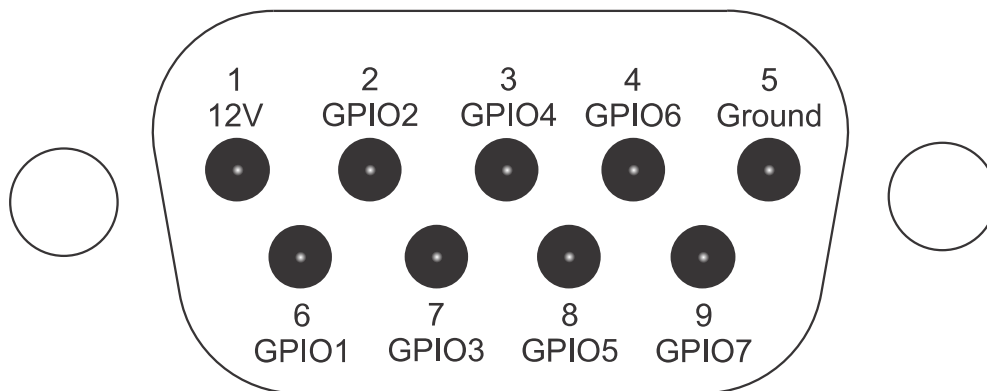 1 2 3 4 5
12V GPIO2 GPIO4 GPIO6 Ground
6 7 8 9
GPIO1 GPIO3 GPIO5 GPIO7